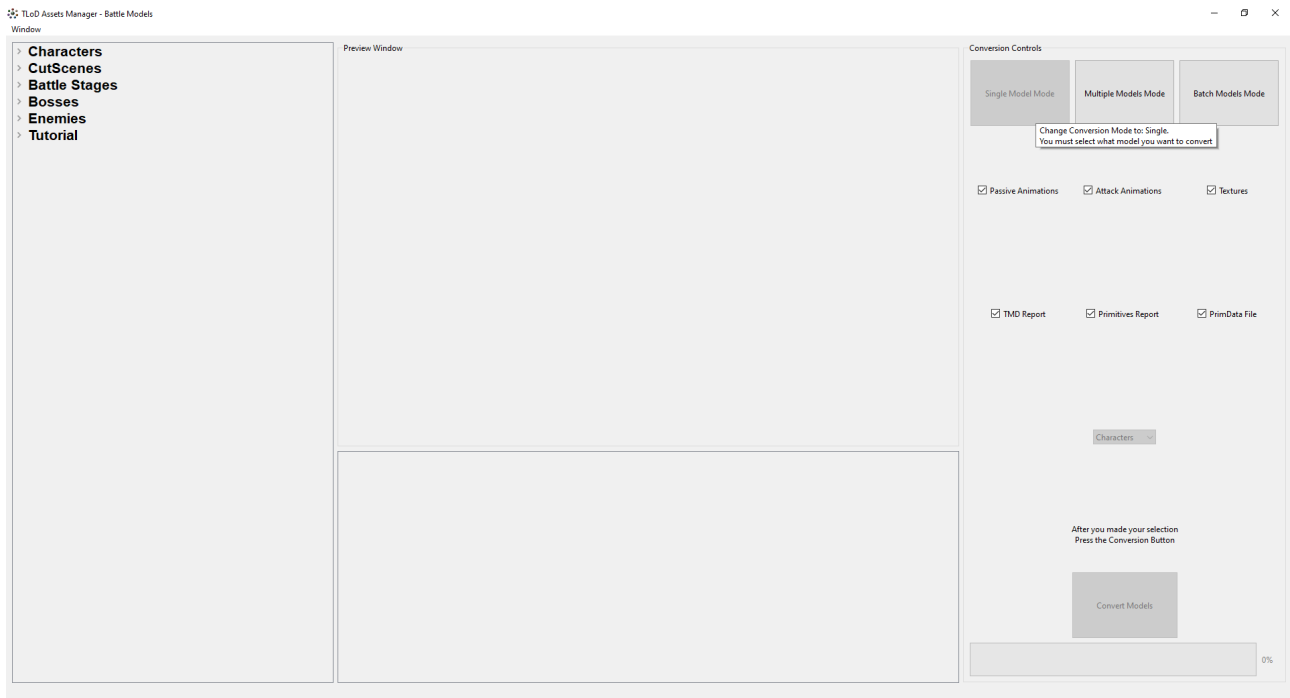 TLoD Assets Manager - Battle Models
Window
Characters
CutScenes
Battle Stages
Bosses
Enemies
Tutorial
Preview Window
Conversion Controls
Single Model Mode
Multiple Models Mode
Batch Models Mode
Change Conversion Mode to: Single.
You must select what model you want to convert
Passive Animations
Attack Animations
Textures
TMD Report
Primitives Report
PrimData File
Characters
After you made your selection
Press the Conversion Button
Convert Models
0%